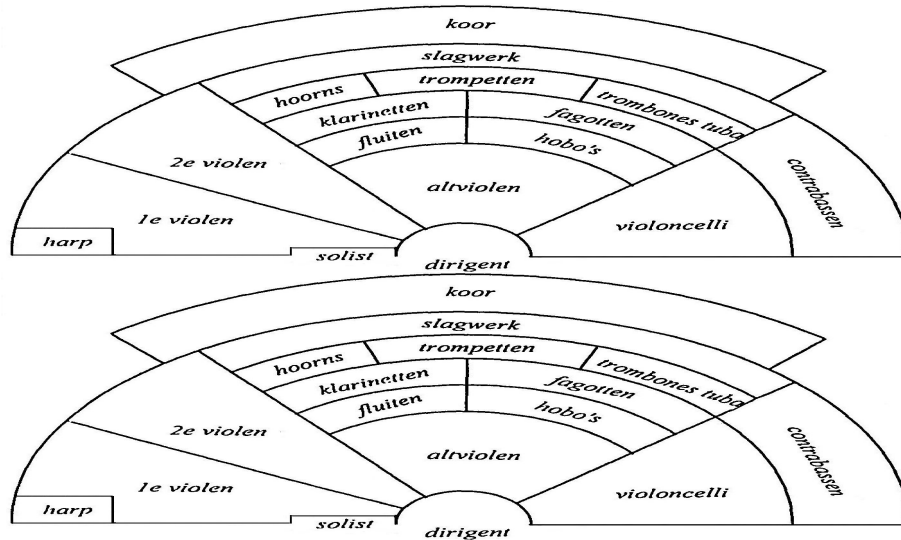 koor
slagwerk
hoorns trompetten trombones tuba
klarinetten fagotten
fluiten hobo's
2e violen altviolen contrabassen
1e violen violoncelli
harp solist dirigent
koor
slagwerk
hoorns trompetten trombones tuba
klarinetten fagotten
fluiten hobo's
2e violen altviolen contrabassen
1e violen violoncelli
harp solist dirigent